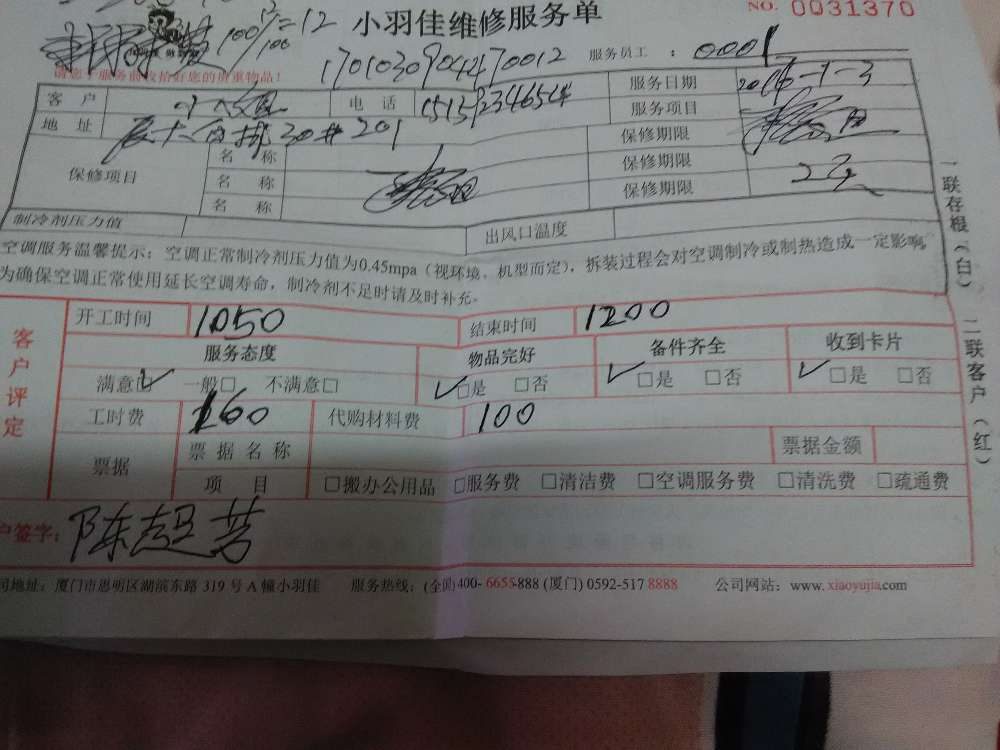 小羽佳维修服务单
NO. 0031370
100/100=12
17010309042470012
服务员工 : 0001
请您于服务前收拾好您的贵重物品!
客 户 电 话 服务日期 2016-1-3
地 址 30#201 服务项目
保修项目 名 称 保修期限
名 称 保修期限
名 称 保修期限 2年
制冷剂压力值 出风口温度
空调服务温馨提示:空调正常制冷剂压力值为0.45mpa(视环境、机型而定),拆装过程会对空调制冷或制热造成一定影响。
为确保空调正常使用延长空调寿命,制冷剂不足时请及时补充。
一联存根(白) 二联客户(红)
客户评定
开工时间 1050 结束时间 1200
服务态度 物品完好 备件齐全 收到卡片
满意☑ 一般□ 不满意□ ✓□是 □否 ✓□是 □否 ✓□是 □否
工时费 160 代购材料费 100
票据 票据名称 票据金额
项 目 □搬办公用品 □服务费 □清洁费 □空调服务费 □清洗费 □疏通费
户签字: 陈超芳
司地址:厦门市思明区湖滨东路 319 号 A 幢小羽佳 服务热线:(全国)400-6655-888 (厦门) 0592-517 8888 公司网站:www.xiaoyujia.com